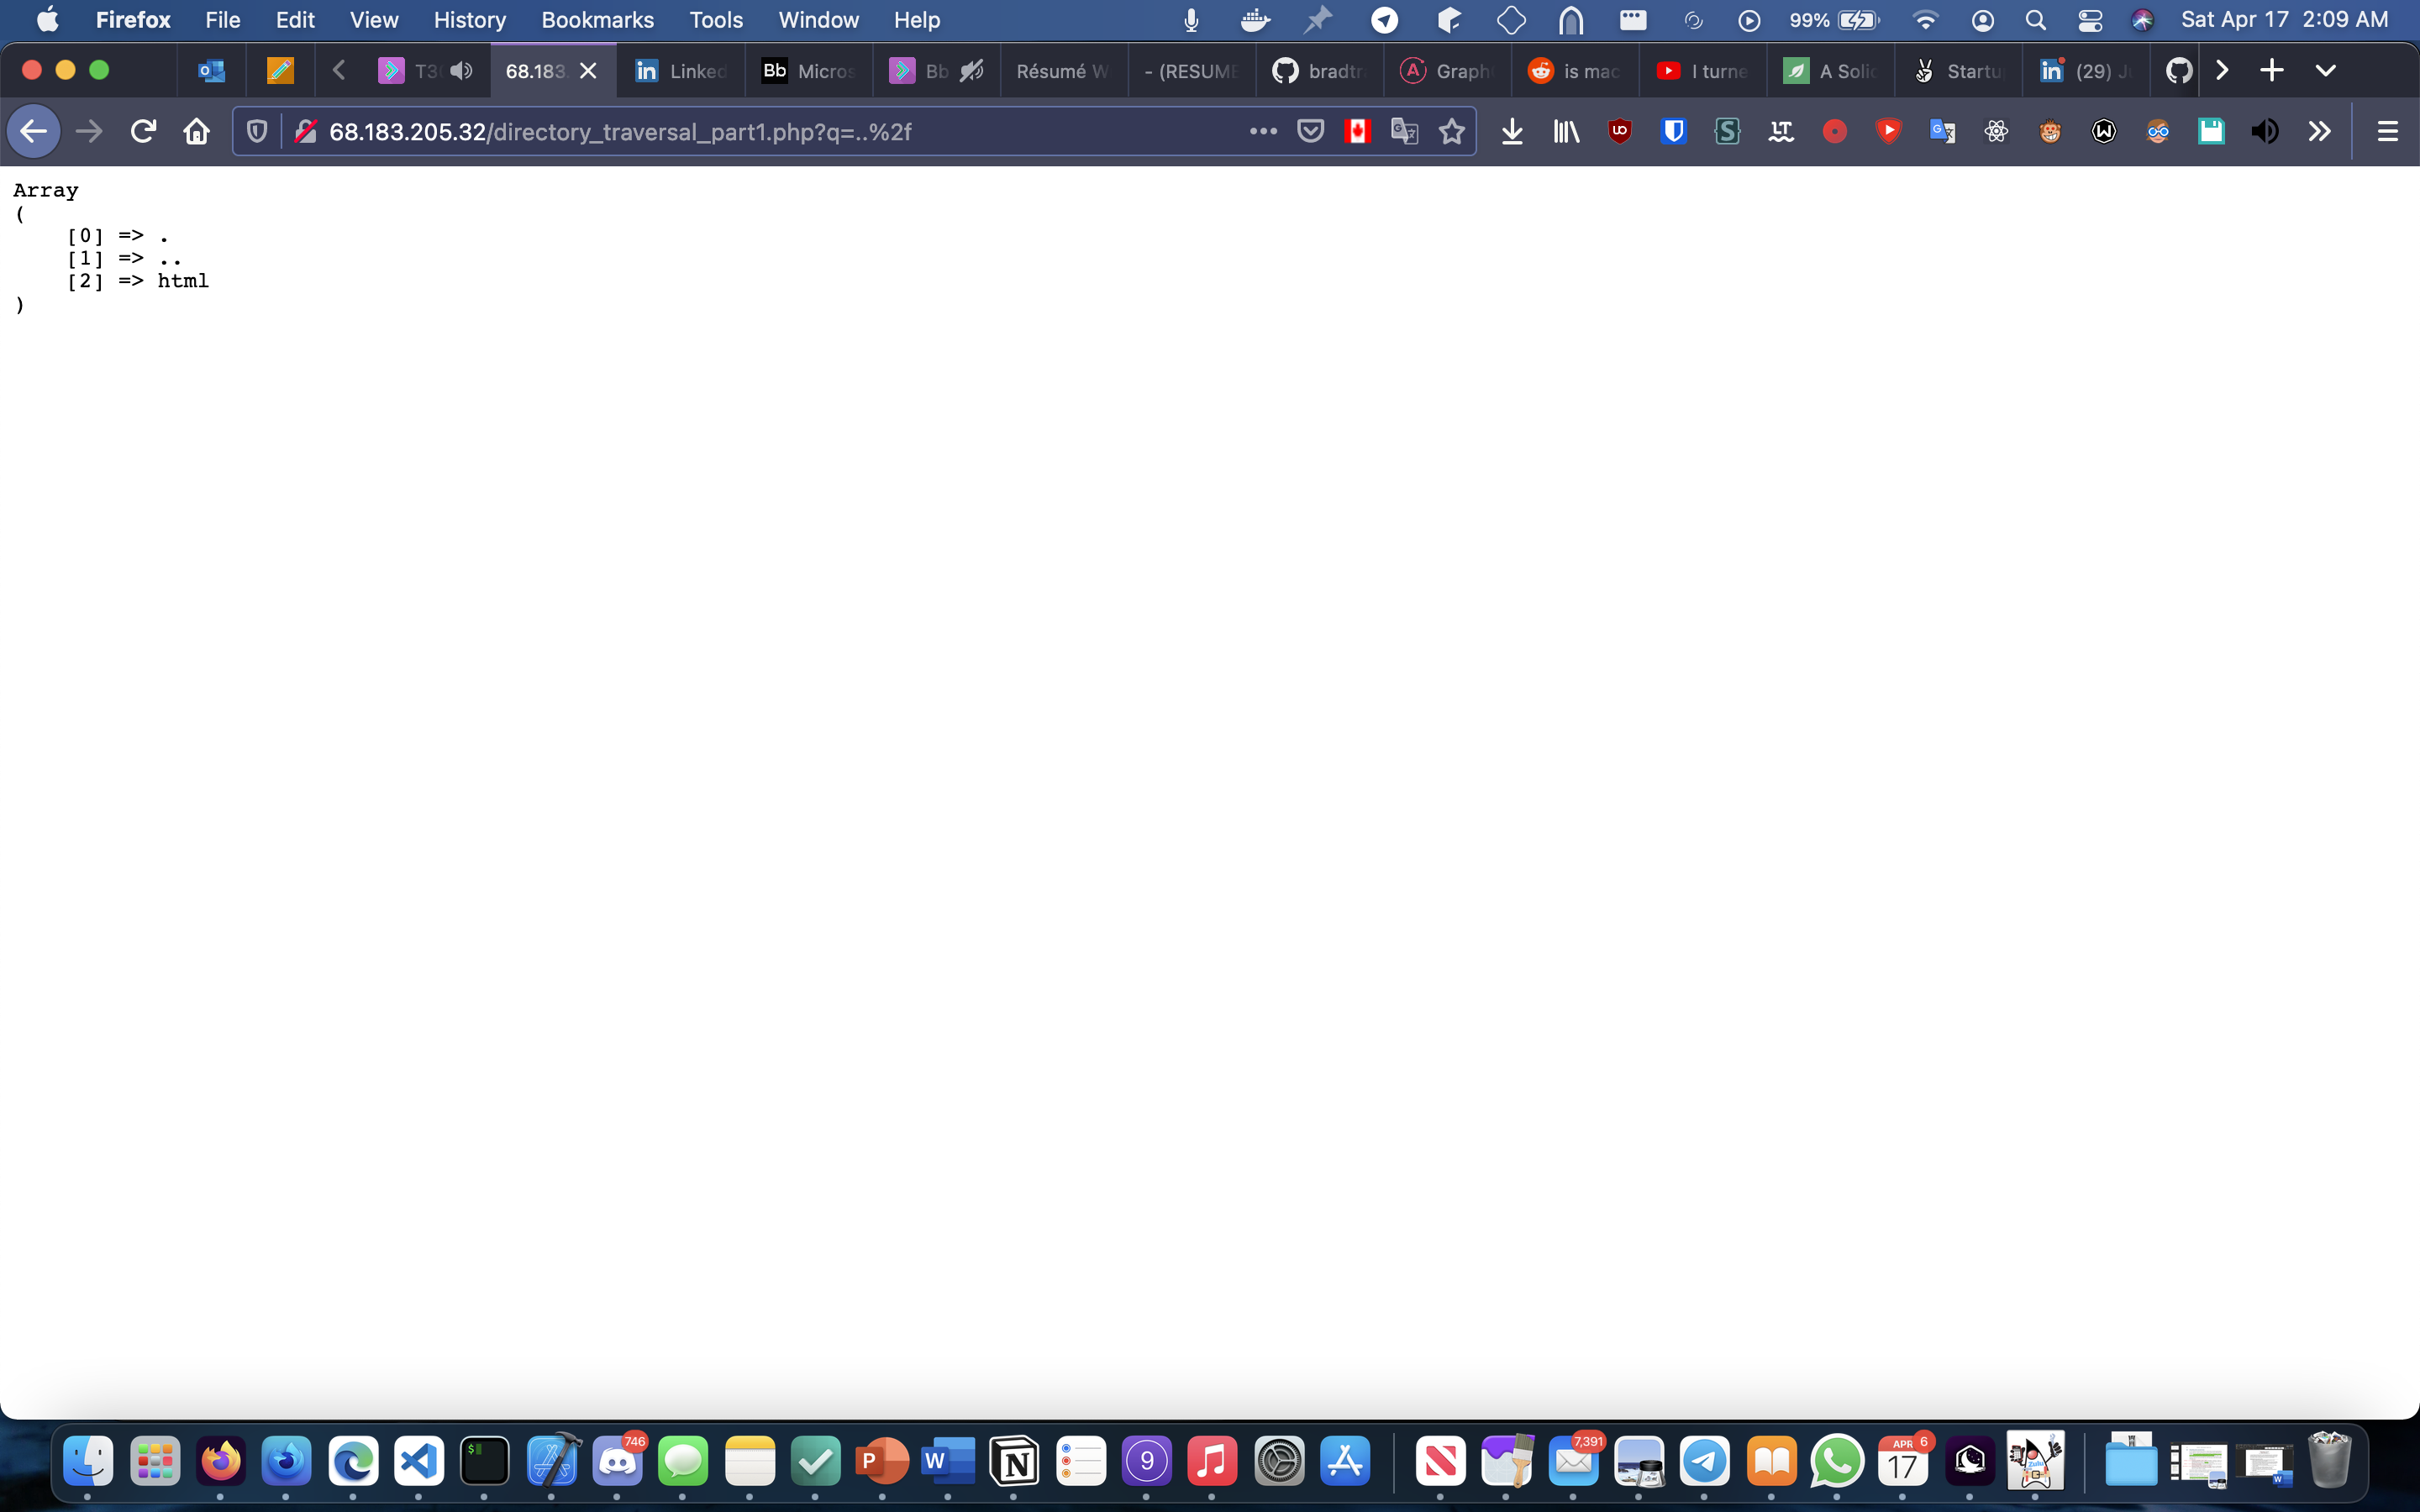 Firefox File Edit View History Bookmarks Tools Window Help 99% Sat Apr 17 2:09 AM
T3 68.183. Linked Bb Micros Bb Résumé W - (RESUME bradtr Graph is mac I turne A Solic Startu (29) J
68.183.205.32/directory_traversal_part1.php?q=..%2f
Array
(
[0] => .
[1] => ..
[2] => html
)
746 7,391 APR 6
9 17